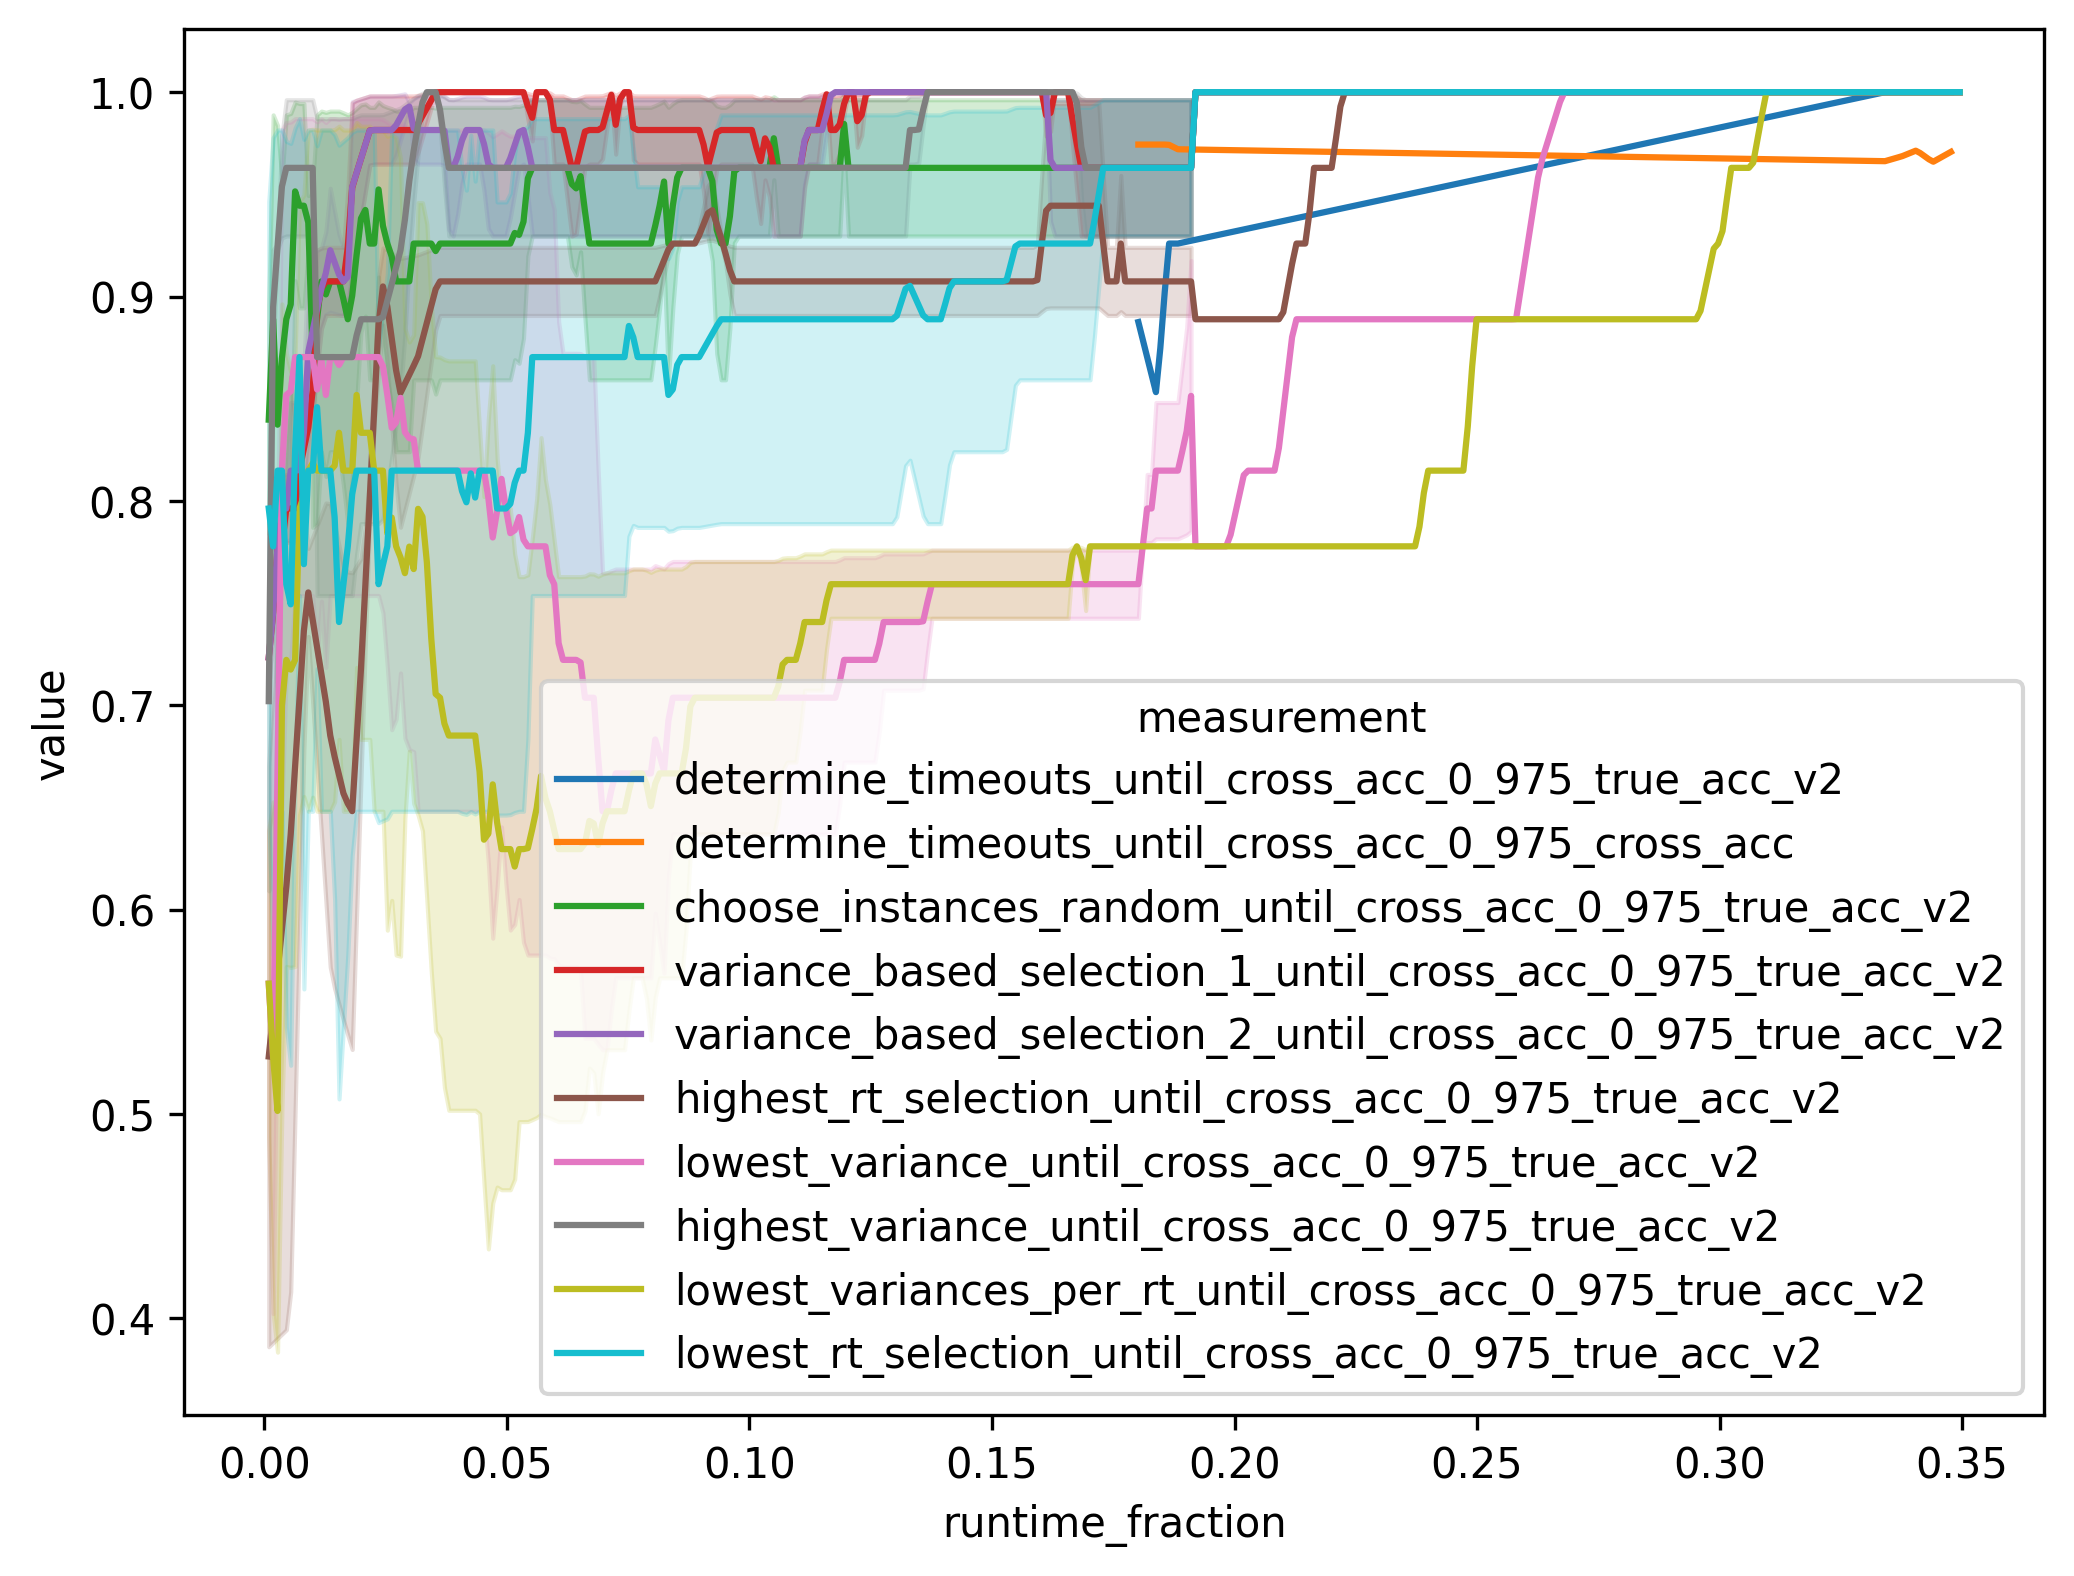 1.0
0.9
0.8
0.7
0.6
0.5
0.4
value
measurement
determine_timeouts_until_cross_acc_0_975_true_acc_v2
determine_timeouts_until_cross_acc_0_975_cross_acc
choose_instances_random_until_cross_acc_0_975_true_acc_v2
variance_based_selection_1_until_cross_acc_0_975_true_acc_v2
variance_based_selection_2_until_cross_acc_0_975_true_acc_v2
highest_rt_selection_until_cross_acc_0_975_true_acc_v2
lowest_variance_until_cross_acc_0_975_true_acc_v2
highest_variance_until_cross_acc_0_975_true_acc_v2
lowest_variances_per_rt_until_cross_acc_0_975_true_acc_v2
lowest_rt_selection_until_cross_acc_0_975_true_acc_v2
0.00 0.05 0.10 0.15 0.20 0.25 0.30 0.35
runtime_fraction